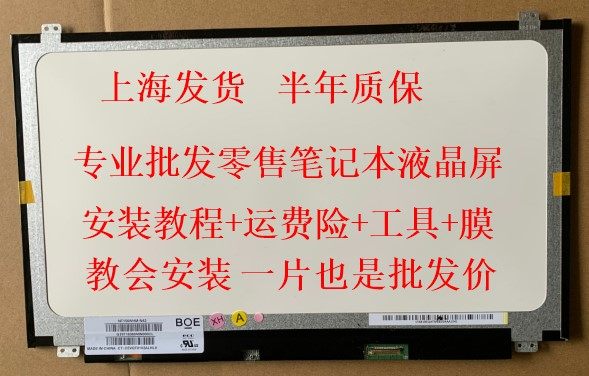 上海发货 半年质保
专业批发零售笔记本液晶屏
安装教程+运费险+工具+膜
教会安装 一片也是批发价
BOE
XH
A